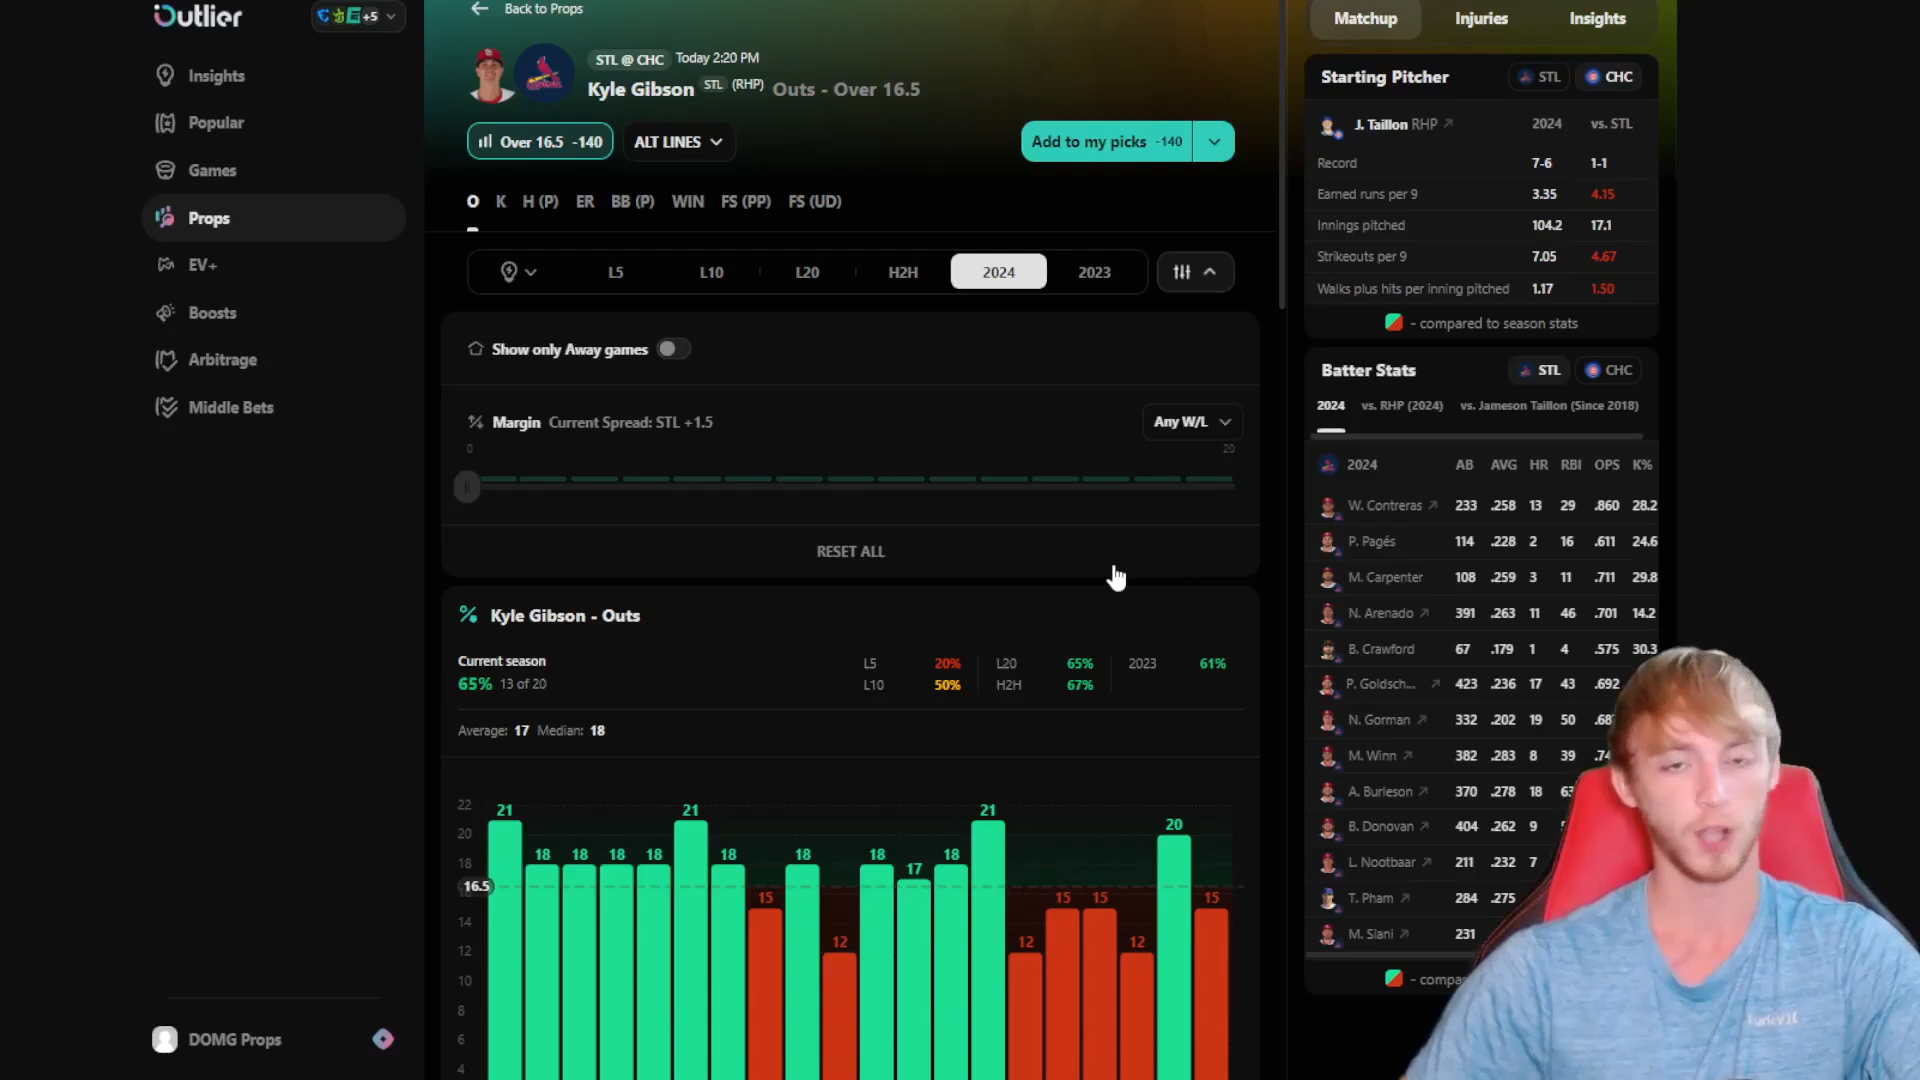 Outlier
+5
Insights
Popular
Games
Props
EV+
Boosts
Arbitrage
Middle Bets
DOMG Props
Back to Props
STL @ CHC Today 2:20 PM
Kyle Gibson STL (RHP) Outs - Over 16.5
Over 16.5 -140
ALT LINES
Add to my picks -140
O K H (P) ER BB (P) WIN FS (PP) FS (UD)
L5 L10 L20 H2H 2024 2023
Show only Away games
Margin Current Spread: STL +1.5
Any W/L
0 20
RESET ALL
Kyle Gibson - Outs
Current season
65% 13 of 20
L5 20% L20 65% 2023 61%
L10 50% H2H 67%
Average: 17 Median: 18
22
20
18
16.5
14
12
10
8
6
4
21 18 18 18 18 21 18 15 18 12 18 17 18 21 12 15 15 12 20 15
Matchup Injuries Insights
Starting Pitcher STL CHC
J. Taillon RHP 2024 vs. STL
Record 7-6 1-1
Earned runs per 9 3.35 4.15
Innings pitched 104.2 17.1
Strikeouts per 9 7.05 4.67
Walks plus hits per inning pitched 1.17 1.50
- compared to season stats
Batter Stats STL CHC
2024 vs. RHP (2024) vs. Jameson Taillon (Since 2018)
2024 AB AVG HR RBI OPS K%
W. Contreras 233 .258 13 29 .860 28.2
P. Pagés 114 .228 2 16 .611 24.6
M. Carpenter 108 .259 3 11 .711 29.8
N. Arenado 391 .263 11 46 .701 14.2
B. Crawford 67 .179 1 4 .575 30.3
P. Goldsch... 423 .236 17 43 .692
N. Gorman 332 .202 19 50
M. Winn 382 .283 8 39
A. Burleson 370 .278 18
B. Donovan 404 .262 9
L. Nootbaar 211 .232 7
T. Pham 284 .275
M. Siani 231